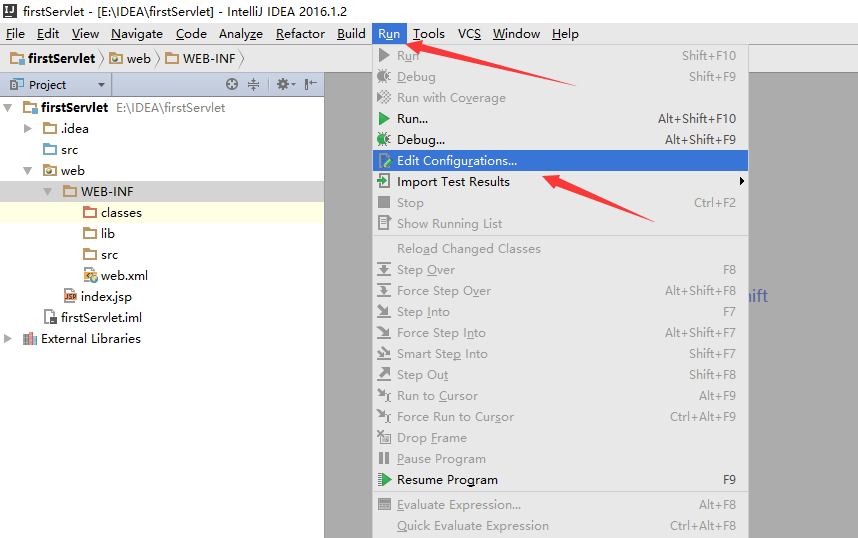 firstServlet - [E:\IDEA\firstServlet] - IntelliJ IDEA 2016.1.2
File Edit View Navigate Code Analyze Refactor Build Run Tools VCS Window Help
firstServlet web WEB-INF
Project
firstServlet E:\IDEA\firstServlet
.idea
src
web
WEB-INF
classes
lib
src
web.xml
index.jsp
firstServlet.iml
External Libraries
Run Shift+F10
Debug Shift+F9
Run with Coverage
Run... Alt+Shift+F10
Debug... Alt+Shift+F9
Edit Configurations...
Import Test Results
Stop Ctrl+F2
Show Running List
Reload Changed Classes
Step Over F8
Force Step Over Alt+Shift+F8
Step Into F7
Force Step Into Alt+Shift+F7
Smart Step Into Shift+F7
Step Out Shift+F8
Run to Cursor Alt+F9
Force Run to Cursor Ctrl+Alt+F9
Drop Frame
Pause Program
Resume Program F9
Evaluate Expression... Alt+F8
Quick Evaluate Expression Ctrl+Alt+F8